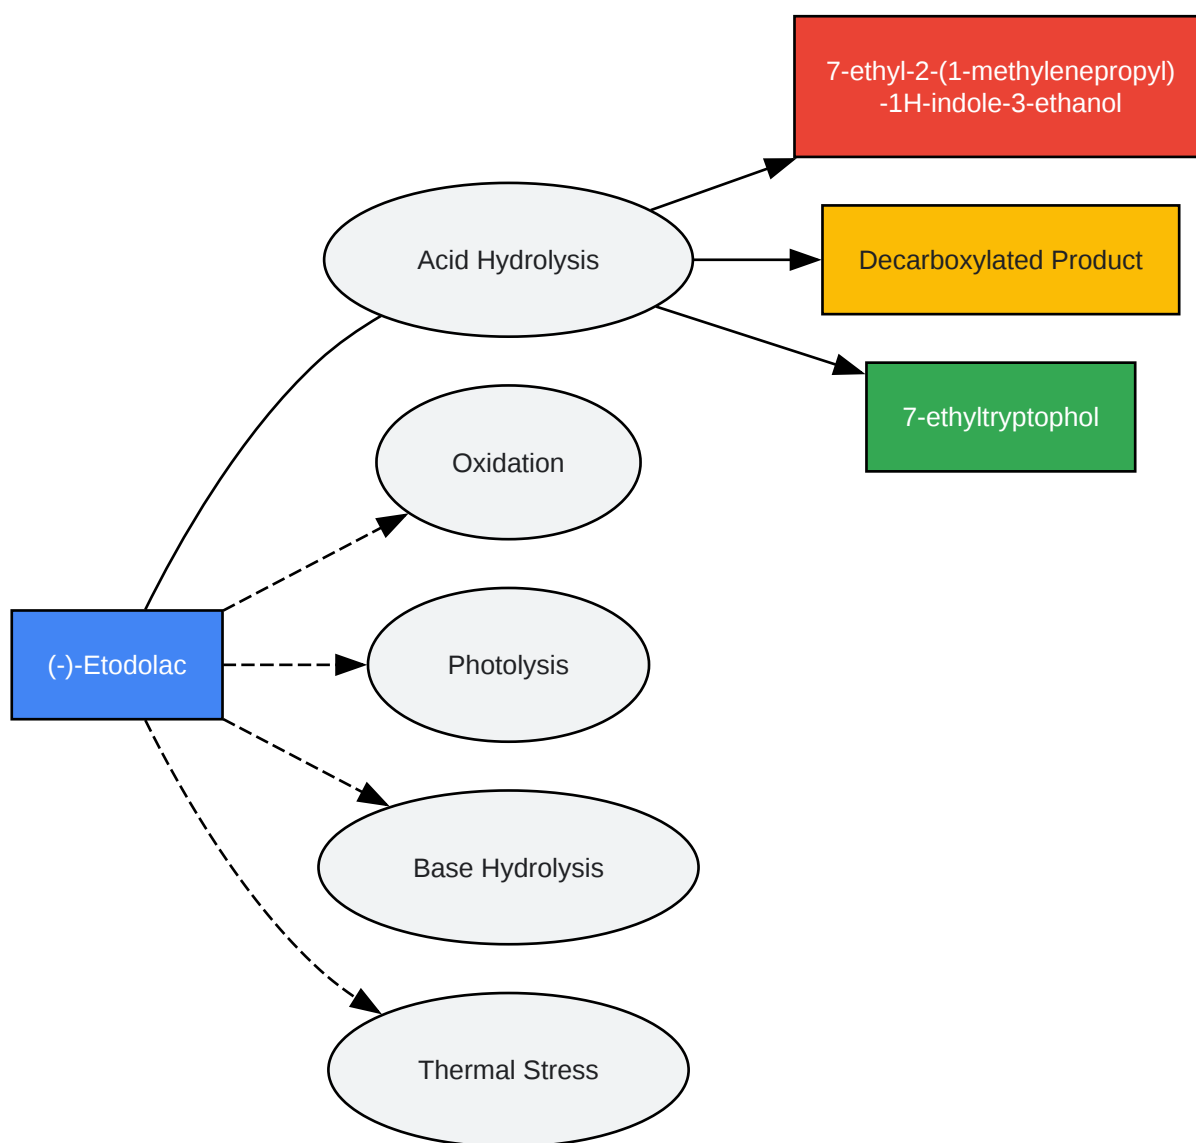 7-ethyl-2-(1-methylenepropyl)
-1H-indole-3-ethanol
Acid Hydrolysis
Decarboxylated Product
7-ethyltryptophol
Oxidation
(-)-Etodolac
Photolysis
Base Hydrolysis
Thermal Stress